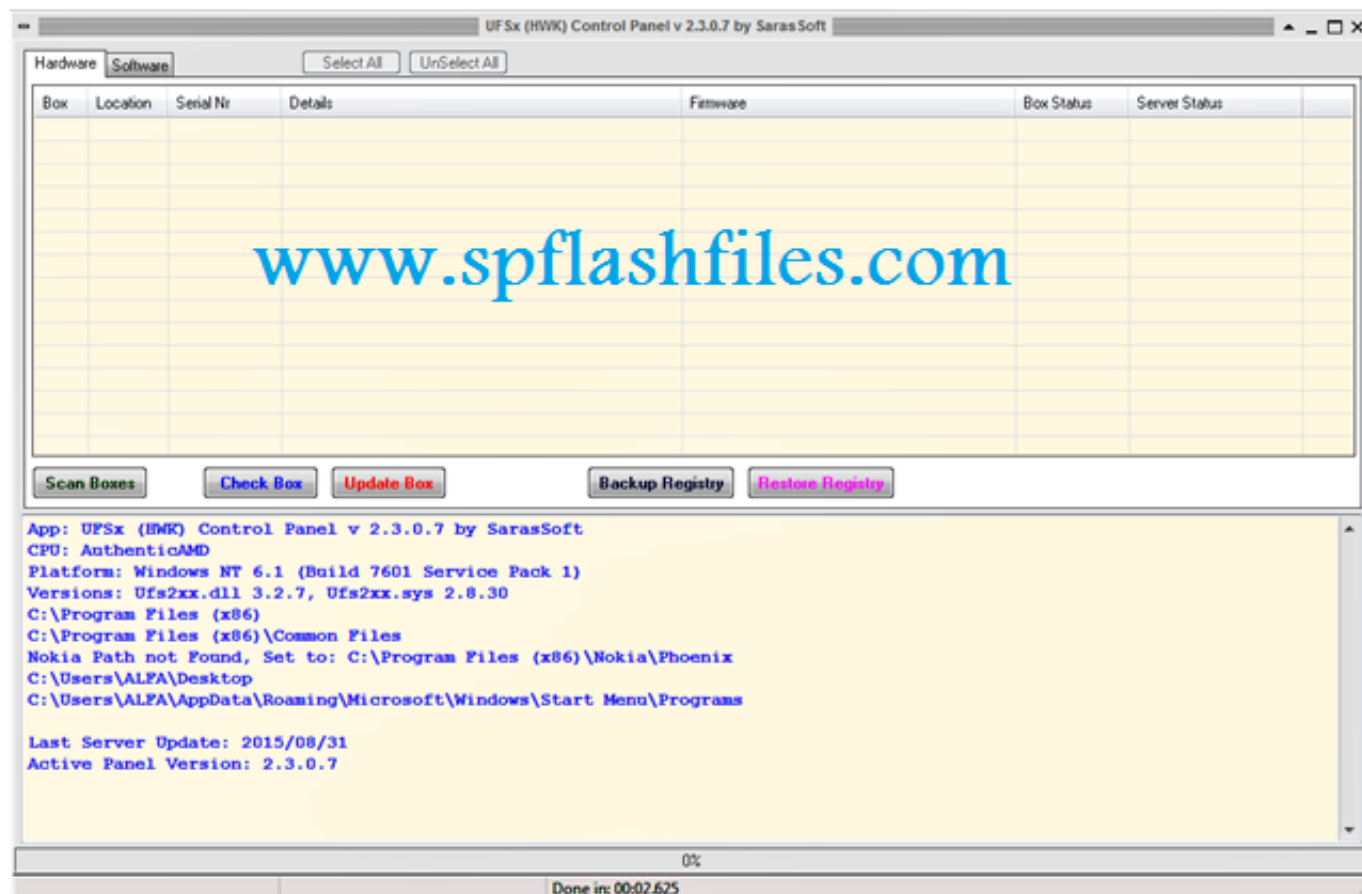 UFSx (HWK) Control Panel v 2.3.0.7 by SarasSoft
Hardware Software Select All UnSelect All
Box Location Serial Nr Details Firmware Box Status Server Status
www.spflashfiles.com
Scan Boxes Check Box Update Box Backup Registry Restore Registry
App: UFSx (HWK) Control Panel v 2.3.0.7 by SarasSoft
CPU: AuthenticAMD
Platform: Windows NT 6.1 (Build 7601 Service Pack 1)
Versions: Ufs2xx.dll 3.2.7, Ufs2xx.sys 2.8.30
C:\Program Files (x86)
C:\Program Files (x86)\Common Files
Nokia Path not Found, Set to: C:\Program Files (x86)\Nokia\Phoenix
C:\Users\ALFA\Desktop
C:\Users\ALFA\AppData\Roaming\Microsoft\Windows\Start Menu\Programs
Last Server Update: 2015/08/31
Active Panel Version: 2.3.0.7
0%
Done in: 00:02.625